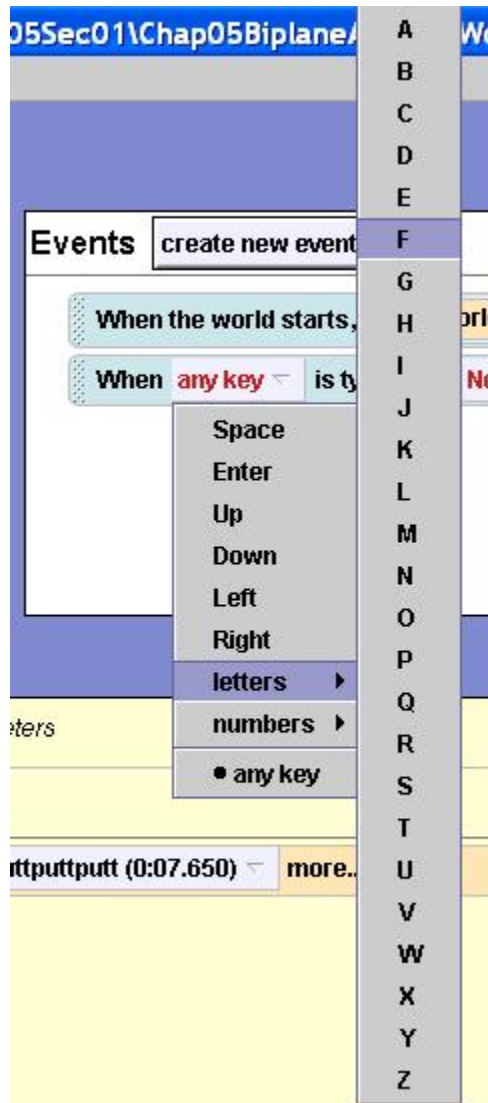 05Sec01\Chap05Biplane
Events
create new event
When the world starts,
When any key is ty
Space
Enter
Up
Down
Left
Right
letters
numbers
any key
A
B
C
D
E
F
G
H
I
J
K
L
M
N
O
P
Q
R
S
T
U
V
W
X
Y
Z
eters
uttputtputt (0:07.650) more..